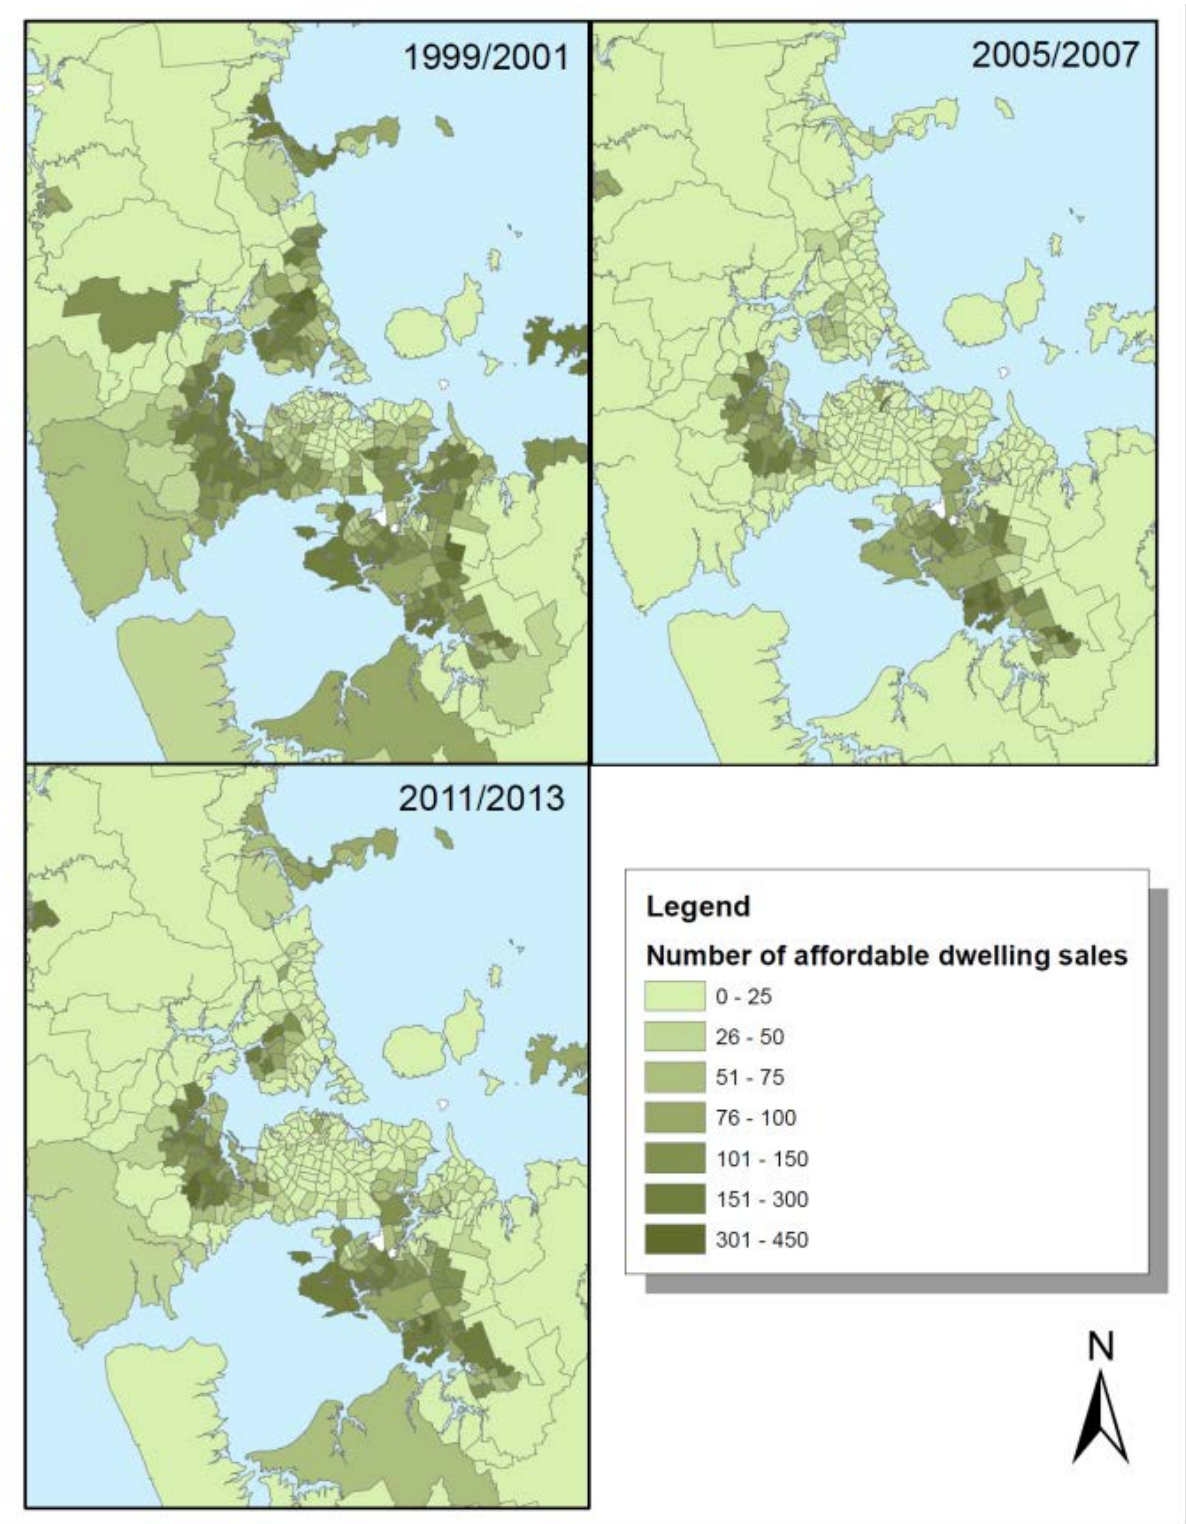 1999/2001
2005/2007
2011/2013
Legend
Number of affordable dwelling sales
0 - 25
26 - 50
51 - 75
76 - 100
101 - 150
151 - 300
301 - 450
N